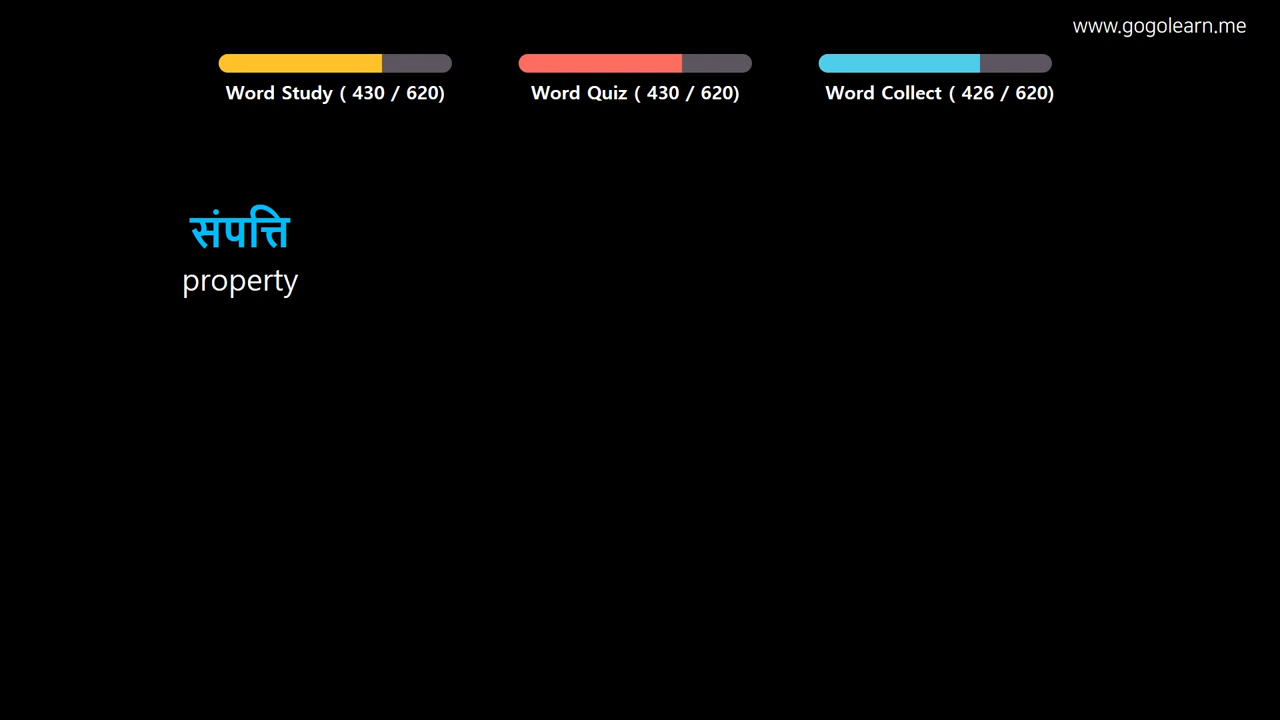 www.gogolearn.me
Word Study ( 430 / 620)
Word Quiz ( 430 / 620)
Word Collect ( 426 / 620)
संपत्ति
property